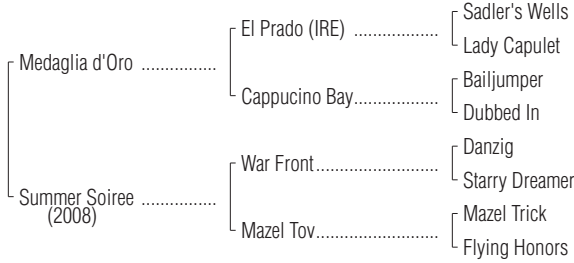 Sadler's Wells
El Prado (IRE) ..................
Lady Capulet
Medaglia d'Oro ................
Bailjumper
Cappucino Bay..................
Dubbed In
Danzig
War Front..........................
Starry Dreamer
Summer Soiree ................
(2008)
Mazel Trick
Mazel Tov..........................
Flying Honors